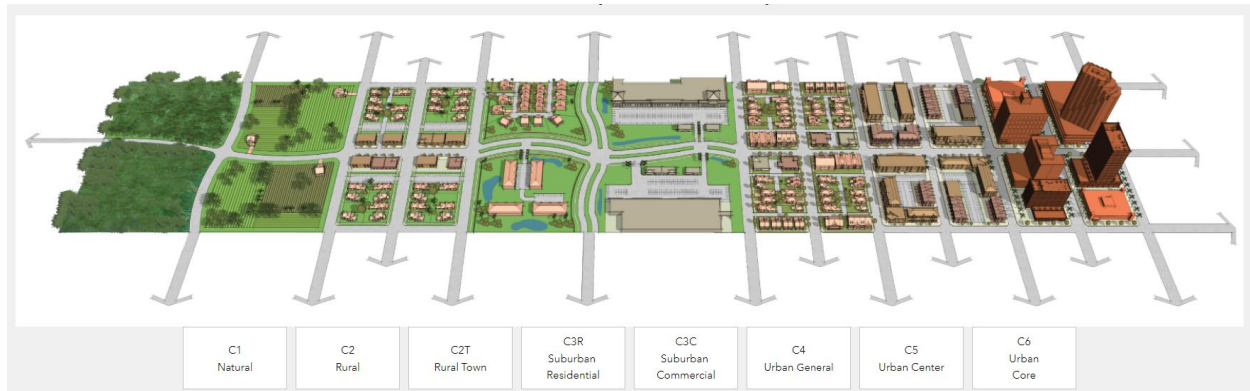 C1
Natural
C2
Rural
C2T
Rural Town
C3R
Suburban
Residential
C3C
Suburban
Commercial
C4
Urban General
C5
Urban Center
C6
Urban
Core